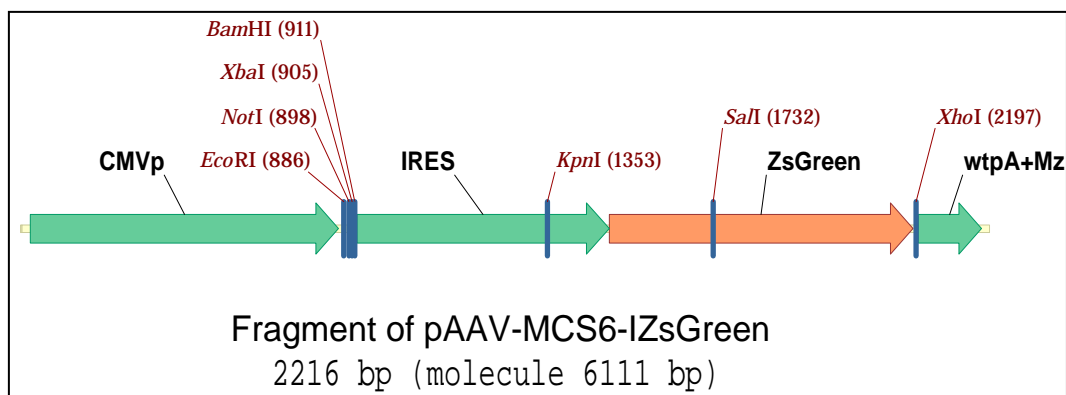 BamHI (911)
XbaI (905)
NotI (898)
EcoRI (886)
CMVp
IRES
KpnI (1353)
SalI (1732)
ZsGreen
XhoI (2197)
wtpA+Mz
Fragment of pAAV-MCS6-IZsGreen
2216 bp (molecule 6111 bp)